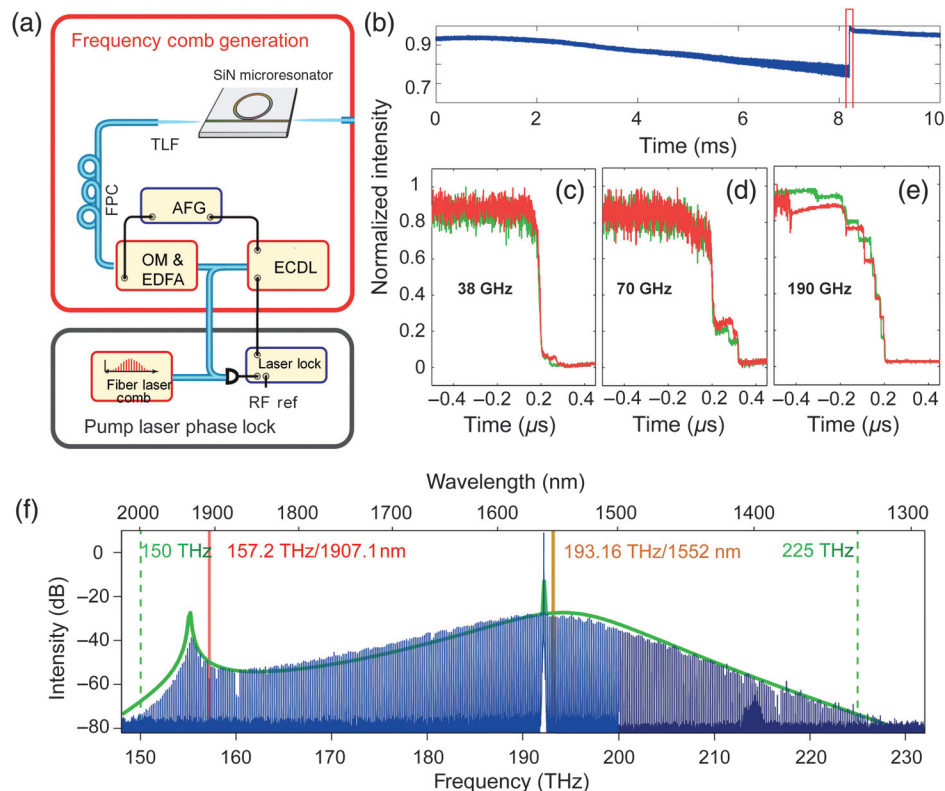 (a)
Frequency comb generation
SiN microresonator
TLF
FPC
AFG
OM &
EDFA
ECDL
Fiber laser
comb
Laser lock
RF ref
Pump laser phase lock
(b)
0.9
0.7
0 2 4 6 8 10
Time (ms)
Normalized intensity
1
0.8
0.6
0.4
0.2
0
(c)
38 GHz
−0.4 −0.2 0.2 0.4
Time (µs)
(d)
70 GHz
−0.4 −0.2 0.2 0.4
Time (µs)
(e)
190 GHz
−0.4 −0.2 0.2 0.4
Time (µs)
(f)
Wavelength (nm)
2000 1900 1800 1700 1600 1500 1400 1300
150 THz 157.2 THz/1907.1 nm 193.16 THz/1552 nm 225 THz
Intensity (dB)
0
−20
−40
−60
−80
150 160 170 180 190 200 210 220 230
Frequency (THz)